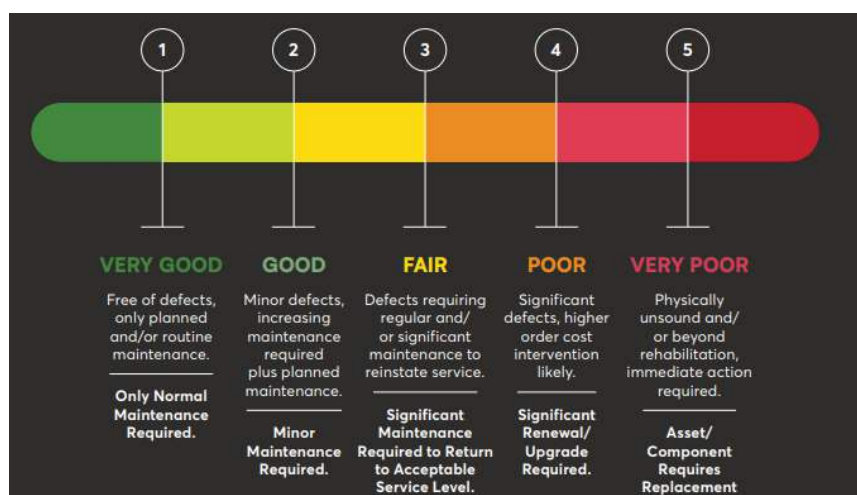 1
2
3
4
5
VERY GOOD
Free of defects,
only planned
and/or routine
maintenance.
Only Normal
Maintenance
Required.
GOOD
Minor defects,
increasing
maintenance
required
plus planned
maintenance.
Minor
Maintenance
Required.
FAIR
Defects requiring
regular and/
or significant
maintenance to
reinstate service.
Significant
Maintenance
Required to Return
to Acceptable
Service Level.
POOR
Significant
defects, higher
order cost
intervention
likely.
Significant
Renewal/
Upgrade
Required.
VERY POOR
Physically
unsound and/
or beyond
rehabilitation,
immediate action
required.
Asset/
Component
Requires
Replacement